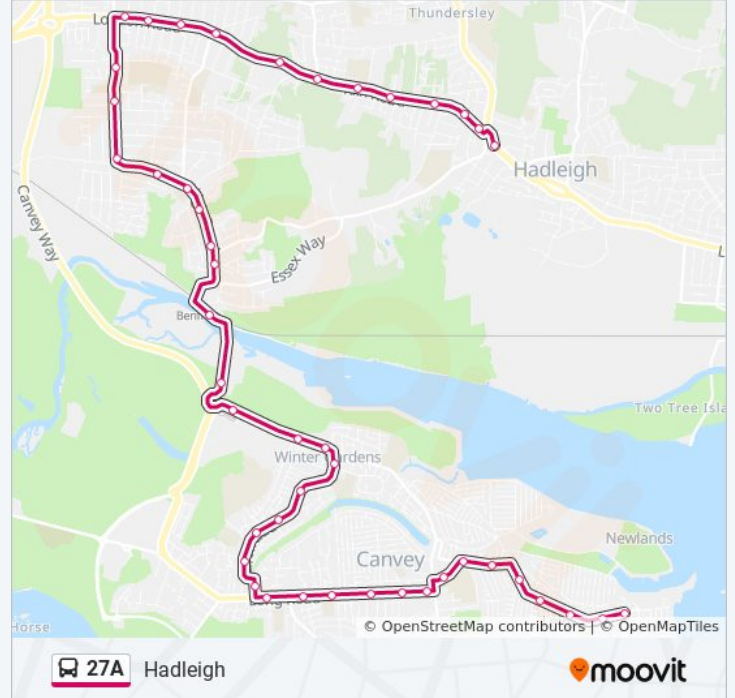 Thundersley
Hadleigh
Canvey Way
Essex Way
Two Tree Isla
Winter Gardens
Newlands
Canvey
Horse
© OpenStreetMap contributors | © OpenMapTiles
27A Hadleigh
moovit